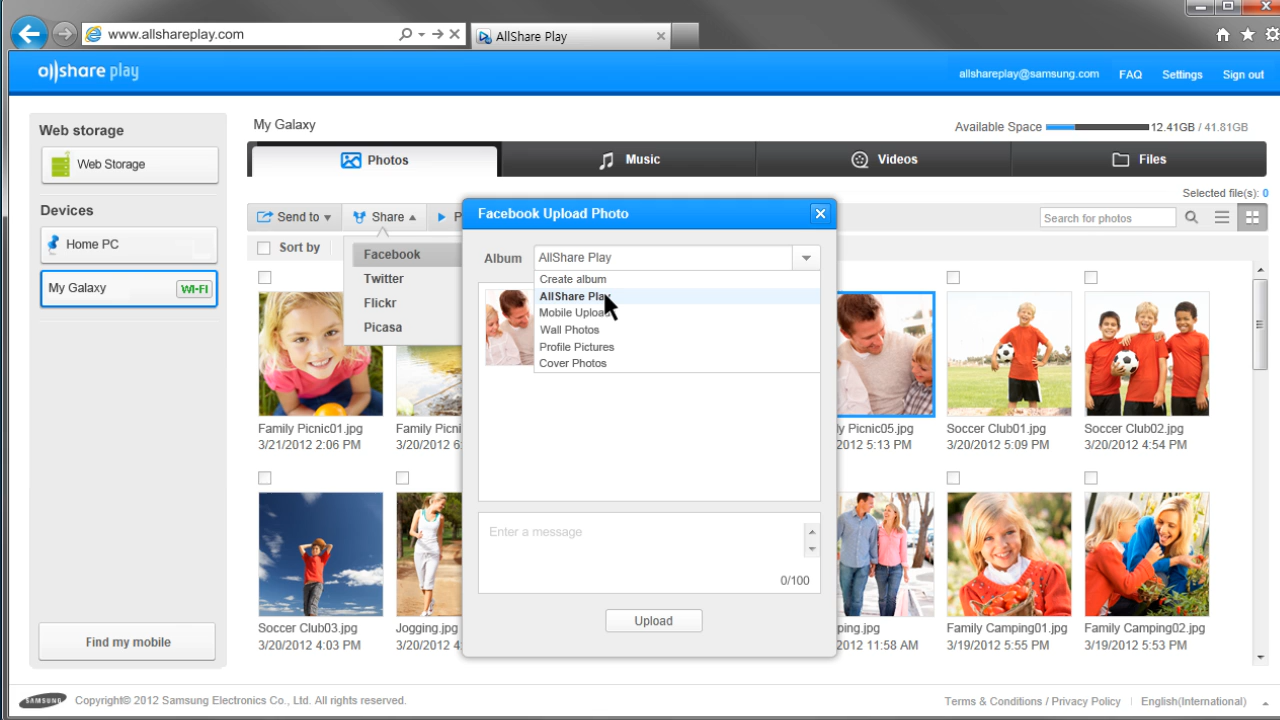 www.allshareplay.com
AllShare Play
allshare play
allshareplay@samsung.com FAQ Settings Sign out
Web storage
Web Storage
Devices
Home PC
My Galaxy WI-FI
Find my mobile
My Galaxy
Available Space 12.41GB / 41.81GB
Photos Music Videos Files
Selected file(s): 0
Send to Share P
Search for photos
Sort by
Facebook
Twitter
Flickr
Picasa
Facebook Upload Photo
Album AllShare Play
Create album
AllShare Play
Mobile Upload
Wall Photos
Profile Pictures
Cover Photos
Enter a message
0/100
Upload
Family Picnic01.jpg
3/21/2012 2:06 PM
Family P
3/20/2012 6:
ly Picnic05.jpg
/2012 5:13 PM
Soccer Club01.jpg
3/20/2012 5:09 PM
Soccer Club02.jpg
3/20/2012 4:54 PM
Soccer Club03.jpg
3/20/2012 4:03 PM
Jogging.jpg
3/20/2012 4:
ping.jpg
/2012 11:58 AM
Family Camping01.jpg
3/19/2012 5:55 PM
Family Camping02.jpg
3/19/2012 5:53 PM
SAMSUNG Copyright© 2012 Samsung Electronics Co., Ltd. All rights reserved.
Terms & Conditions / Privacy Policy English(International)